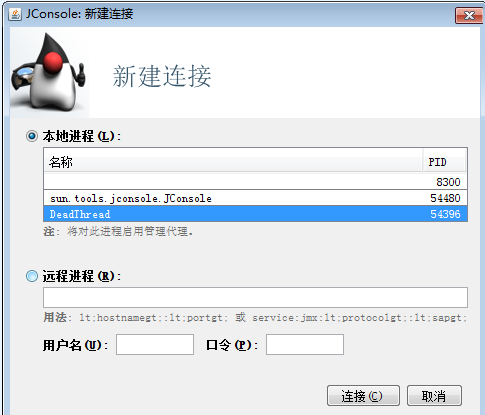 JConsole: 新建连接
新建连接
本地进程(L):
名称 PID
8300
sun.tools.jconsole.JConsole 54480
DeadThread 54396
注: 将对此进程启用管理代理。
远程进程(R):
用法: lt;hostnamegt;:lt;portgt; 或 service:jmx:lt;protocolgt;:lt;sapgt;
用户名(U): 口令(P):
连接(C) 取消